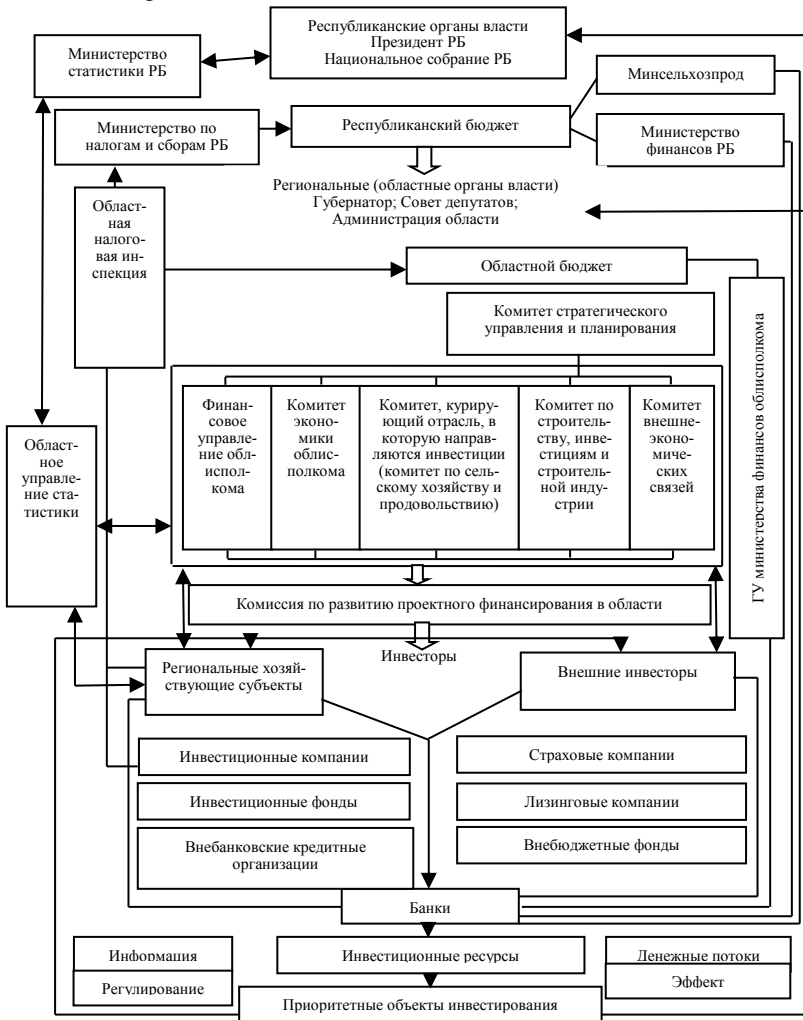 Республиканские органы власти
Президент РБ
Национальное собрание РБ
Министерство
статистики РБ
Минсельхозпрод
Министерство по
налогам и сборам РБ
Республиканский бюджет
Министерство
финансов РБ
Региональные (областные органы власти)
Губернатор; Совет депутатов;
Администрация области
Област-
ная
налого-
вая ин-
спекция
Областной бюджет
Комитет стратегического
управления и планирования
ГУ министерства финансов облисполкома
Финан-
совое
управле-
ние обл-
исполкома
Комитет
эконо-
мики
облис-
полкома
Комитет, курирую-
щий отрасль, в
которую направ-
ляются инвестиции
(комитет по сель-
скому хозяйству и
продовольствию)
Комитет по
строитель-
ству, инве-
стициям и
строитель-
ной индус-
трии
Комитет
внешне-
эконо-
миче-
ских
связей
Област-
ное
управле-
ние ста-
тистики
Комиссия по развитию проектного финансирования в области
Инвесторы
Региональные хозяй-
ствующие субъекты
Внешние инвесторы
Инвестиционные компании
Страховые компании
Инвестиционные фонды
Лизинговые компании
Внебанковские кредитные
организации
Внебюджетные фонды
Банки
Информация
Инвестиционные ресурсы
Денежные потоки
Регулирование
Эффект
Приоритетные объекты инвестирования